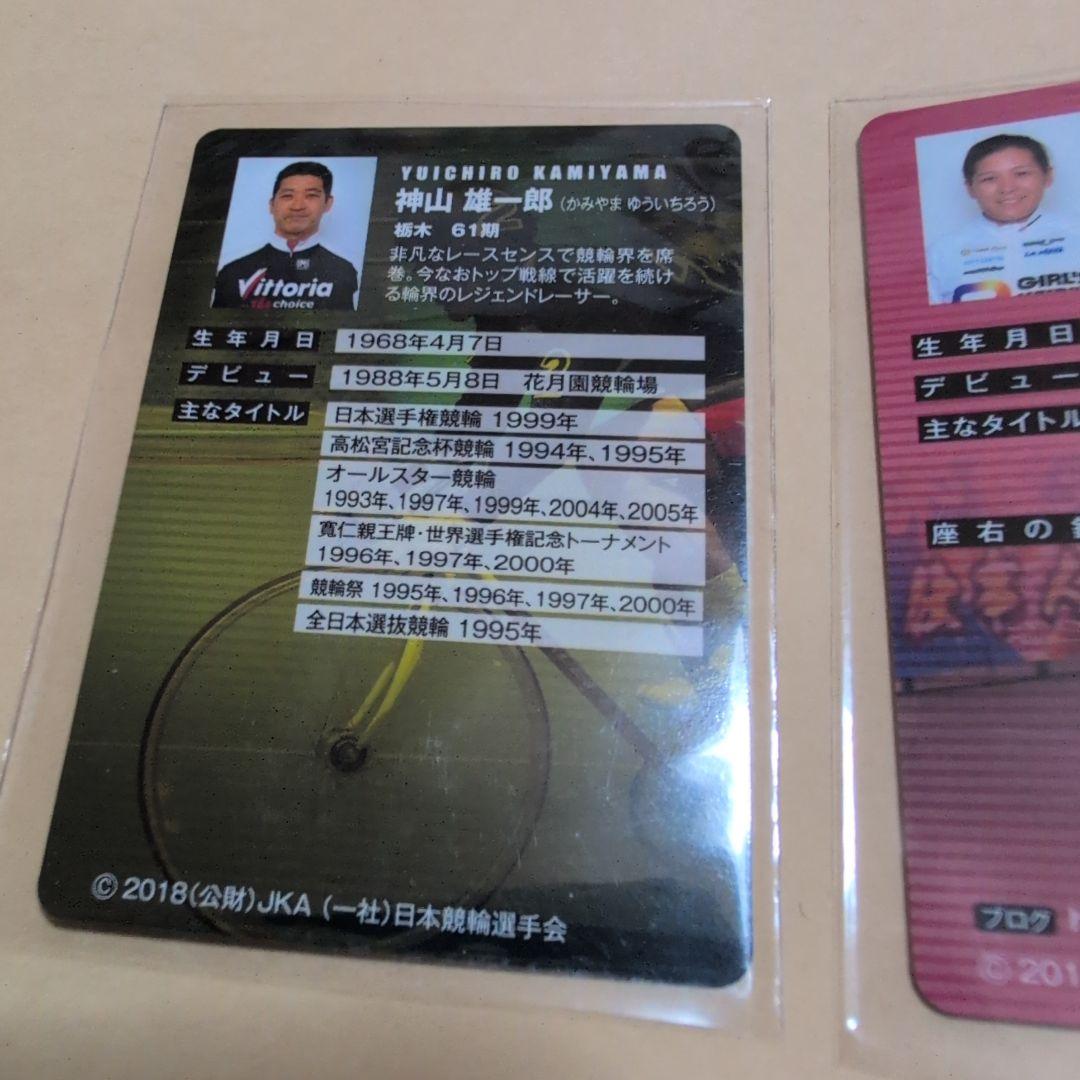 YUICHIRO KAMIYAMA
神山 雄一郎（かみやま ゆういちろう）
栃木 61期
非凡なレースセンスで競輪界を席
巻。今なおトップ戦線で活躍を続け
る輪界のレジェンドレーサー。
Vittoria
choice
生年月日 1968年4月7日
デビュー 1988年5月8日 花月園競輪場
主なタイトル 日本選手権競輪 1999年
高松宮記念杯競輪 1994年、1995年
オールスター競輪
1993年、1997年、1999年、2004年、2005年
寬仁親王牌・世界選手権記念トーナメント
1996年、1997年、2000年
競輪祭 1995年、1996年、1997年、2000年
全日本選抜競輪 1995年
2
©2018(公財)JKA (一社)日本競輪選手会
GIRL'S
生年月日
デビュー
主なタイトル
座右の
ブログ
© 201